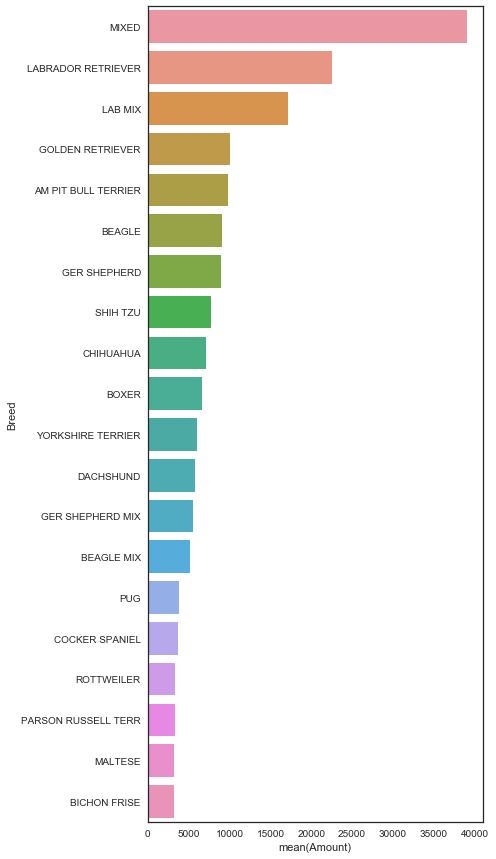 MIXED
LABRADOR RETRIEVER
LAB MIX
GOLDEN RETRIEVER
AM PIT BULL TERRIER
BEAGLE
GER SHEPHERD
SHIH TZU
CHIHUAHUA
BOXER
Breed
YORKSHIRE TERRIER
DACHSHUND
GER SHEPHERD MIX
BEAGLE MIX
PUG
COCKER SPANIEL
ROTTWEILER
PARSON RUSSELL TERR
MALTESE
BICHON FRISE
0 5000 10000 15000 20000 25000 30000 35000 40000
mean(Amount)